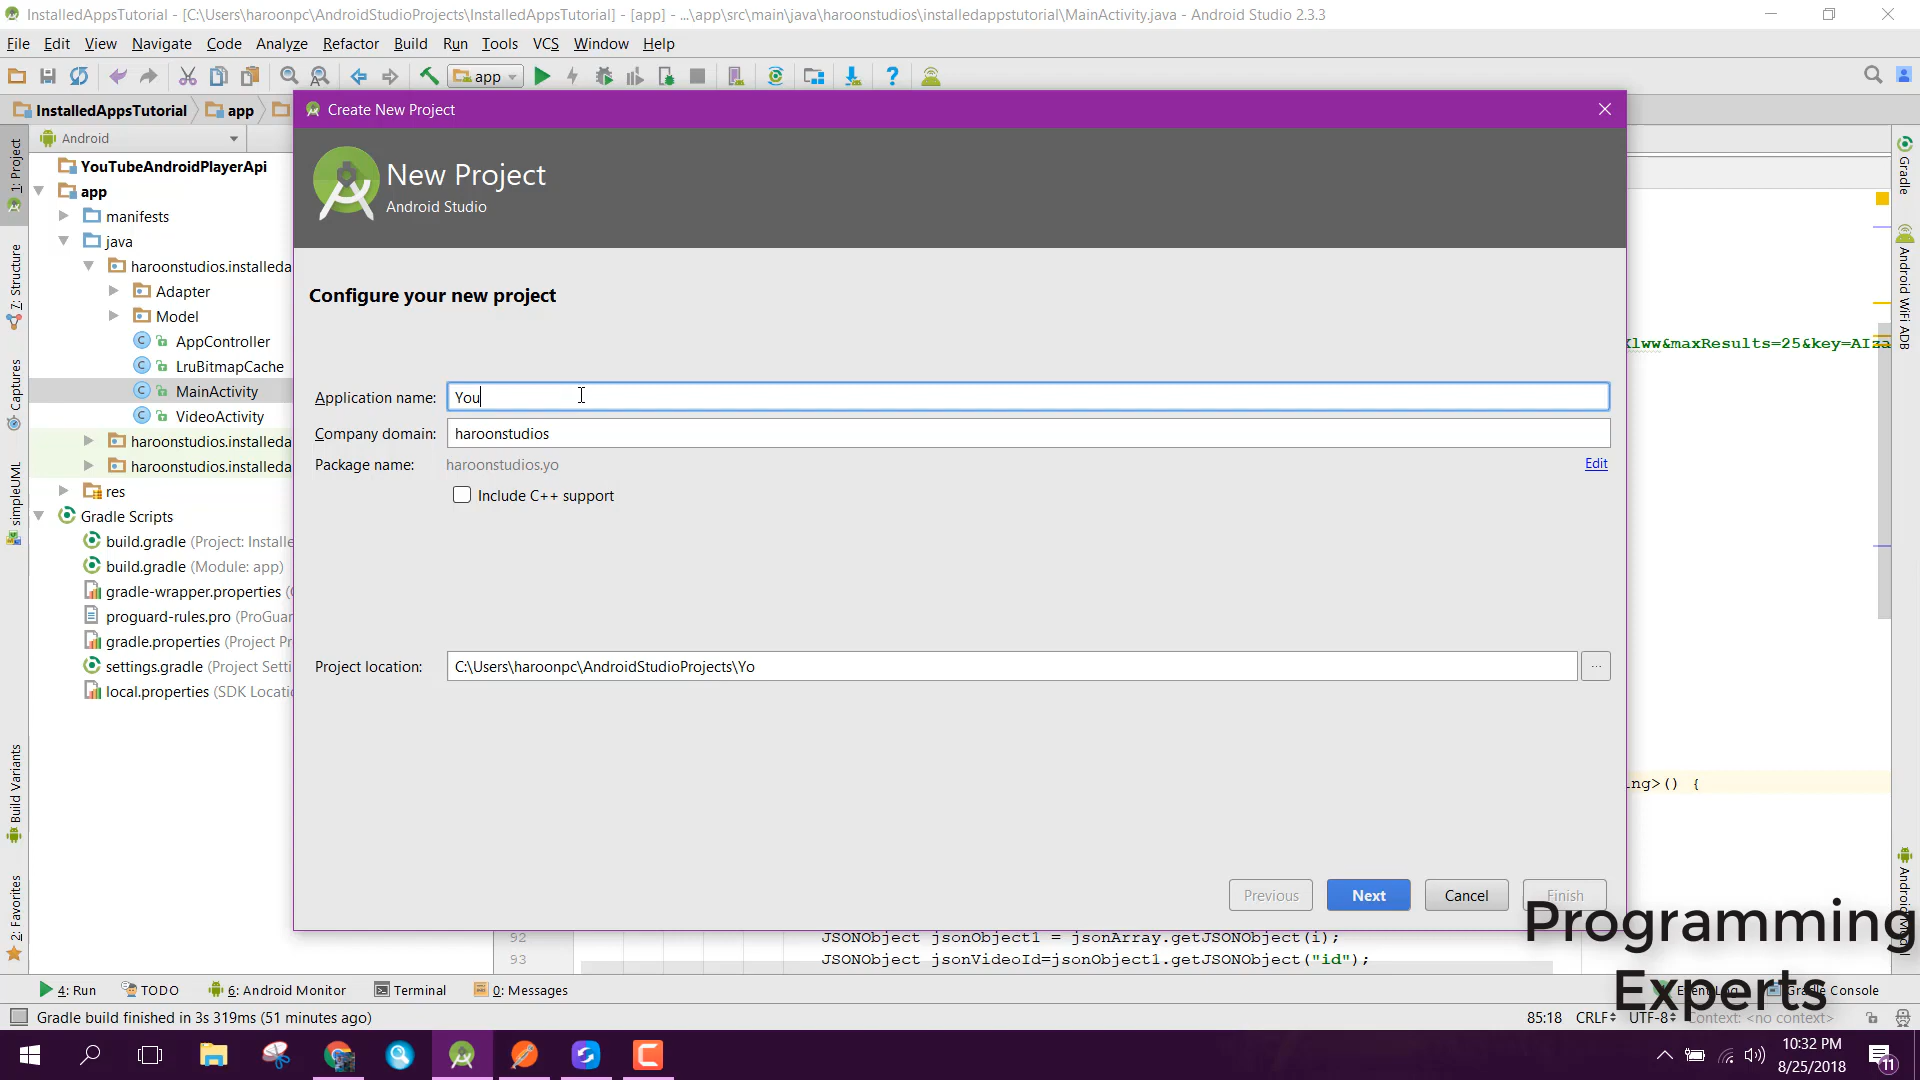 InstalledAppsTutorial - [C:\Users\haroonpc\AndroidStudioProjects\InstalledAppsTutorial] - [app] - ...\app\src\main\java\haroonstudios\installedappstutorial\MainActivity.java - Android Studio 2.3.3
File Edit View Navigate Code Analyze Refactor Build Run Tools VCS Window Help
app
InstalledAppsTutorial app
Create New Project
Android
New Project
Android Studio
1: Project
7: Structure
Captures
simpleUML
Build Variants
2: Favorites
YouTubeAndroidPlayerApi
app
manifests
java
haroonstudios.installeda
Adapter
Model
AppController
LruBitmapCache
MainActivity
VideoActivity
haroonstudios.installeda
haroonstudios.installeda
res
Gradle Scripts
build.gradle (Project: Installe
build.gradle (Module: app)
gradle-wrapper.properties (
proguard-rules.pro (ProGuar
gradle.properties (Project Pr
settings.gradle (Project Setti
local.properties (SDK Locatio
Configure your new project
Application name: You
Company domain: haroonstudios
Package name: haroonstudios.yo
Edit
Include C++ support
Project location: C:\Users\haroonpc\AndroidStudioProjects\Yo
...
Previous Next Cancel Finish
Gradle
Android WiFi ADB
Xlww&maxResults=25&key=AIza
ing>() {
92 JSONObject jsonObject1 = jsonArray.getJSONObject(i);
93 JSONObject jsonVideoId=jsonObject1.getJSONObject("id");
Programming
Experts
4: Run TODO 6: Android Monitor Terminal 0: Messages Event Log Gradle Console
Gradle build finished in 3s 319ms (51 minutes ago)
85:18 CRLF UTF-8 Context: <no context>
10:32 PM
8/25/2018
11